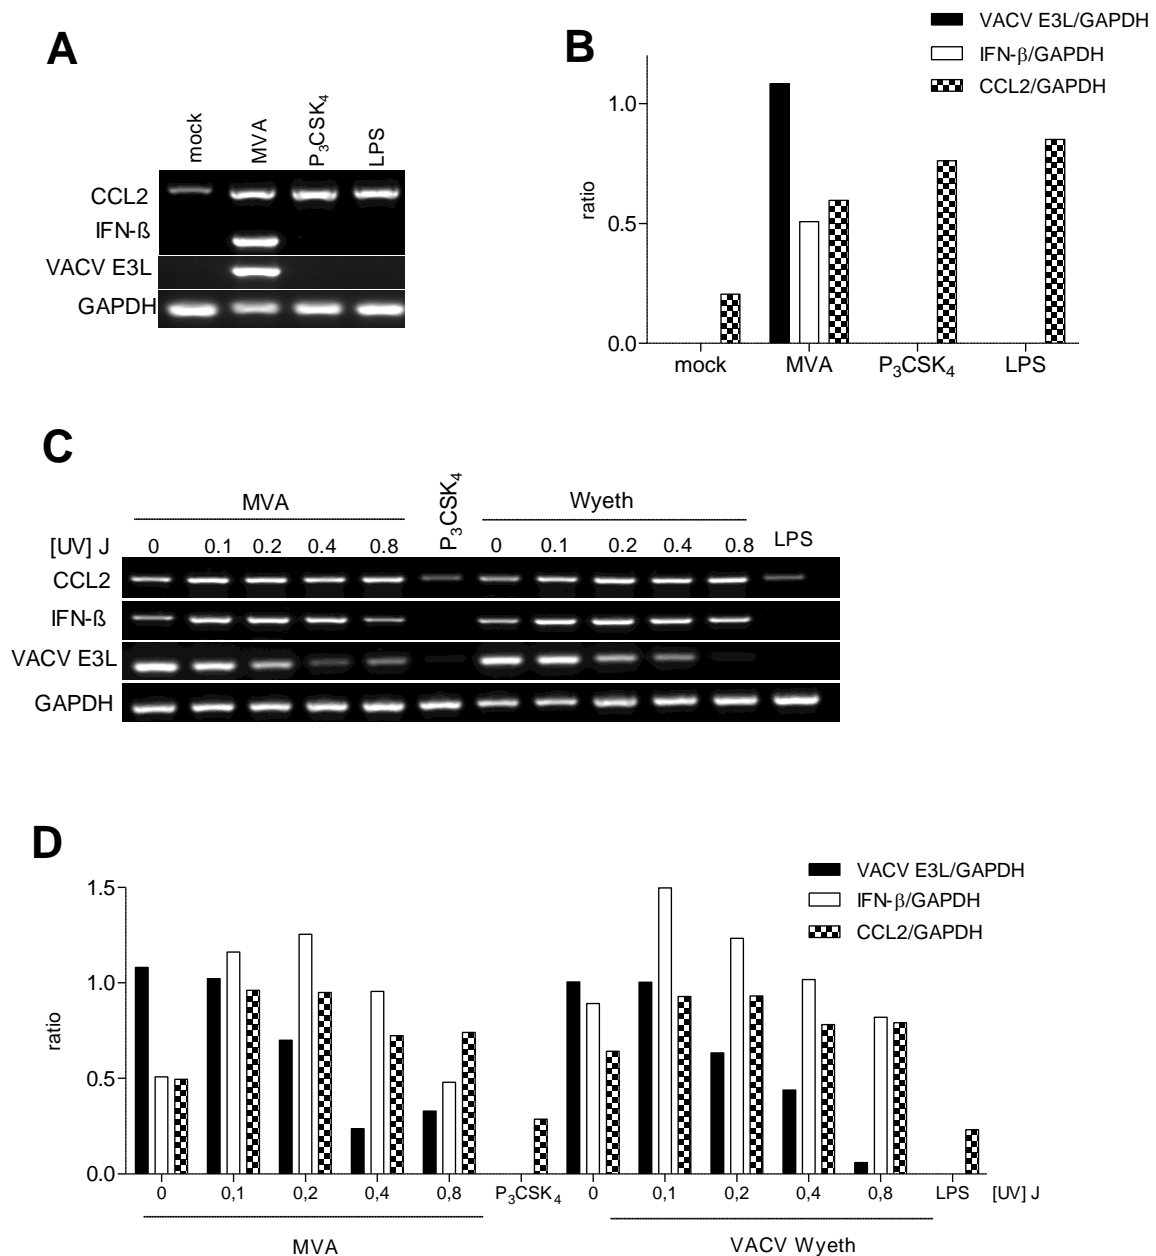 A
mock
MVA
P₃CSK₄
LPS
CCL2
IFN-ß
VACV E3L
GAPDH
B
VACV E3L/GAPDH
IFN-β/GAPDH
CCL2/GAPDH
ratio
1.0
0.5
0.0
mock MVA P₃CSK₄ LPS
C
MVA P₃CSK₄ Wyeth
[UV] J 0 0.1 0.2 0.4 0.8 0 0.1 0.2 0.4 0.8 LPS
CCL2
IFN-ß
VACV E3L
GAPDH
D
VACV E3L/GAPDH
IFN-β/GAPDH
CCL2/GAPDH
ratio
1.5
1.0
0.5
0.0
0 0,1 0,2 0,4 0,8 P₃CSK₄ 0 0,1 0,2 0,4 0,8 LPS [UV] J
MVA VACV Wyeth